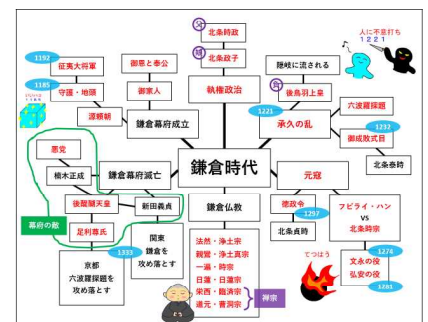 父
北条時政
娘
北条政子
執権政治
1192
征夷大将軍
1185
守護・地頭
源頼朝
御恩と奉公
御家人
鎌倉幕府成立
人に不意打ち
1221
隠岐に流される
後鳥羽上皇
1221
承久の乱
六波羅探題
1232
御成敗式目
北条泰時
鎌倉時代
悪党
楠木正成
鎌倉幕府滅亡
後醍醐天皇
新田義貞
足利尊氏
幕府の敵
1333
京都
六波羅探題を
攻め落とす
関東
鎌倉を
攻め落とす
鎌倉仏教
法然・浄土宗
親鸞・浄土真宗
一遍・時宗
日蓮・日蓮宗
栄西・臨済宗
道元・曹洞宗
禅宗
元寇
徳政令
1297
北条貞時
フビライ・ハン
VS
北条時宗
てつはう
1274
文永の役
弘安の役
1281